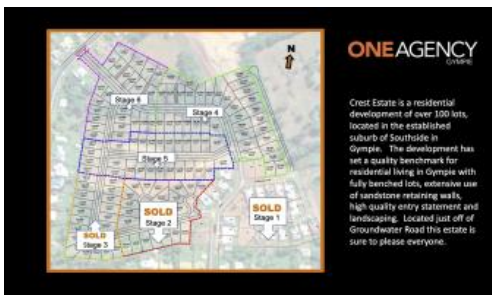 N
ONEAGENCY
GYMPIE
Stage 6
Stage 4
Stage 5
SOLD
Stage 2
SOLD
Stage 1
SOLD
Stage 3
Crest Estate is a residential
development of over 100 lots,
located in the established
suburb of Southside in
Gympie. The development has
set a quality benchmark for
residential living in Gympie with
fully benched lots, extensive use
of sandstone retaining walls,
high quality entry statement and
landscaping. Located just off of
Groundwater Road this estate is
sure to please everyone.